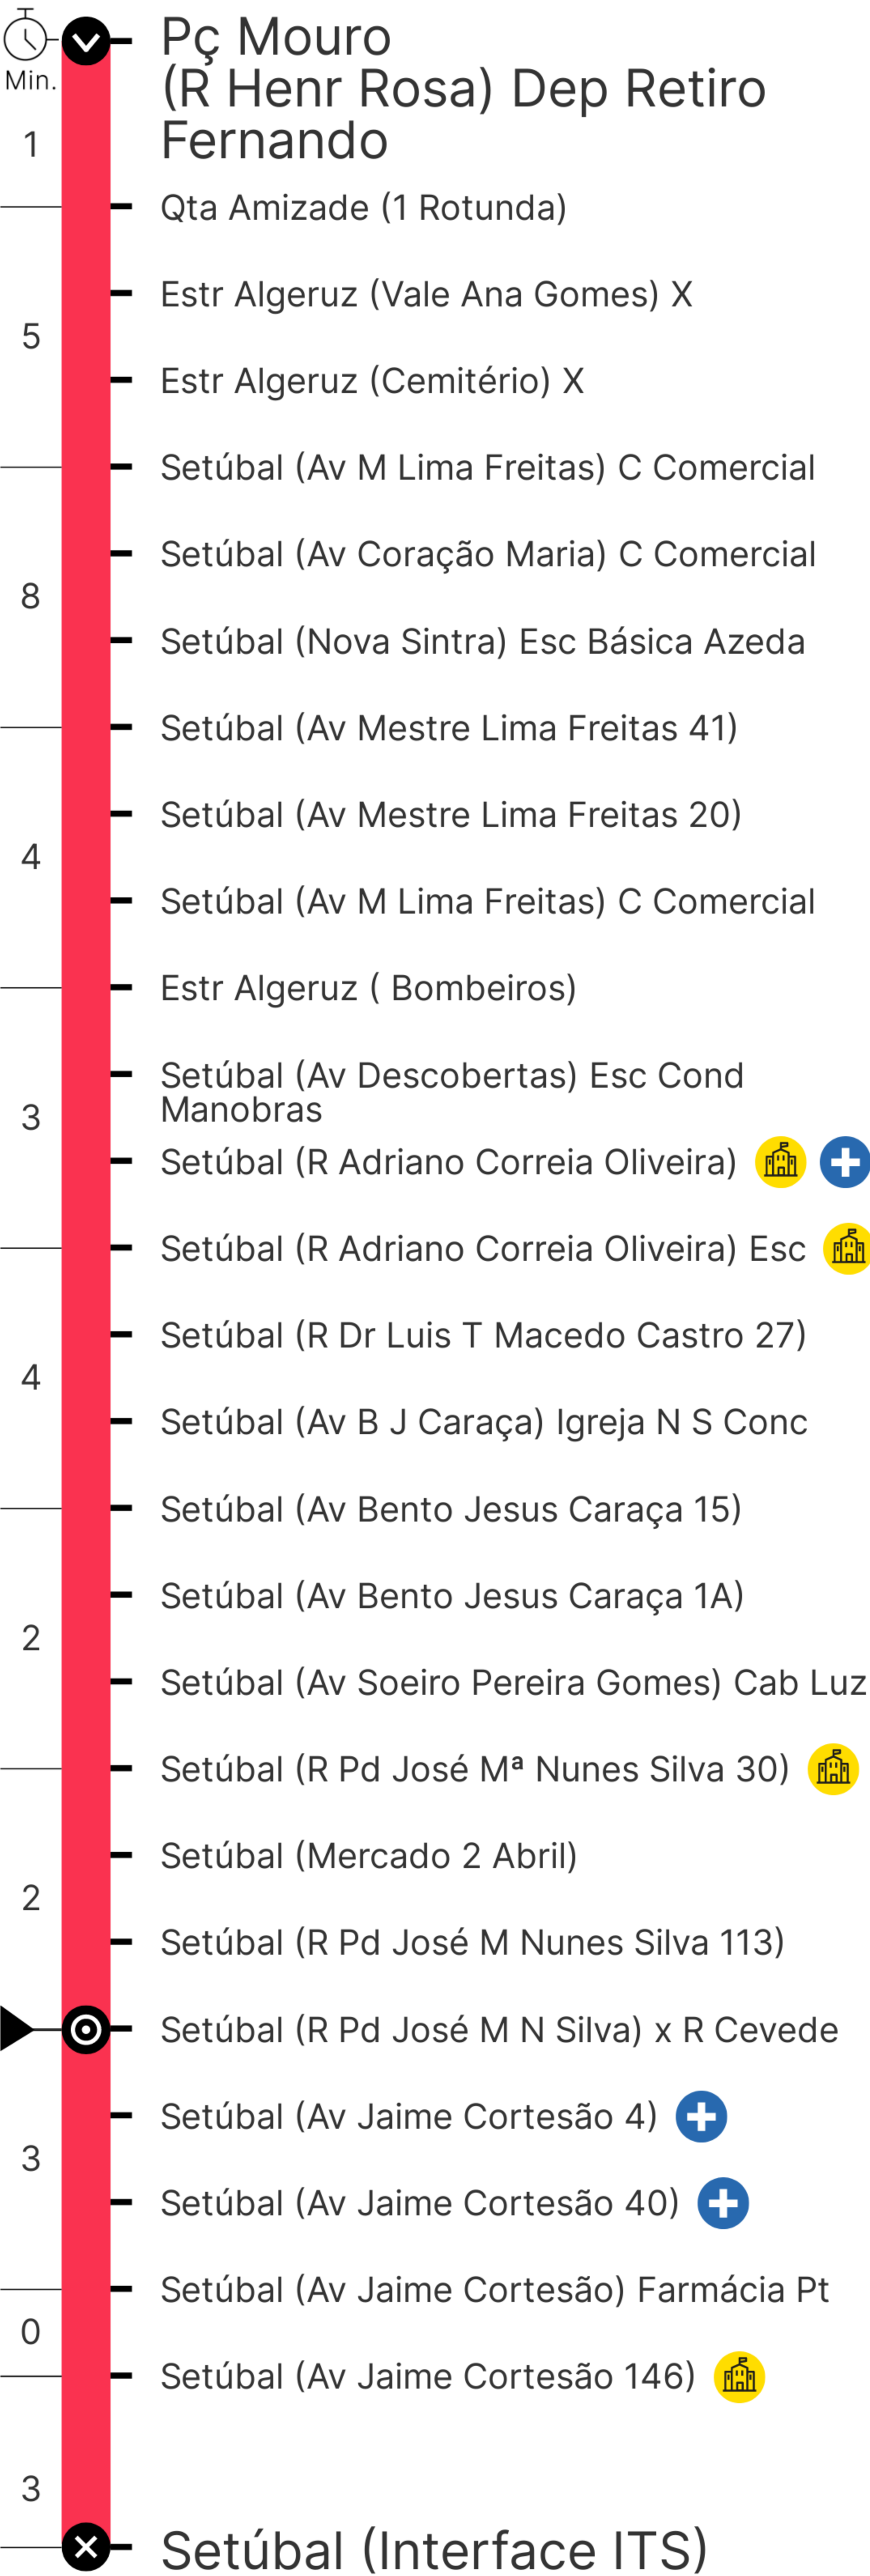 Pç Mouro
(R Henr Rosa) Dep Retiro
Min.
Fernando
1
Qta Amizade (1 Rotunda)
Estr Algeruz (Vale Ana Gomes) X
5
Estr Algeruz (Cemitério) X
Setúbal (Av M Lima Freitas) C Comercial
Setúbal (Av Coração Maria) C Comercial
8
Setúbal (Nova Sintra) Esc Básica Azeda
Setúbal (Av Mestre Lima Freitas 41)
Setúbal (Av Mestre Lima Freitas 20)
4
Setúbal (Av M Lima Freitas) C Comercial
Estr Algeruz ( Bombeiros)
Setúbal (Av Descobertas) Esc Cond
Manobras
3
Setúbal (R Adriano Correia Oliveira)
Setúbal (R Adriano Correia Oliveira) Esc
Setúbal (R Dr Luis T Macedo Castro 27)
4
Setúbal (Av B J Caraça) Igreja N S Conc
Setúbal (Av Bento Jesus Caraça 15)
Setúbal (Av Bento Jesus Caraça 1A)
2
Setúbal (Av Soeiro Pereira Gomes) Cab Luz
Setúbal (R Pd José Mª Nunes Silva 30)
Setúbal (Mercado 2 Abril)
2
Setúbal (R Pd José M Nunes Silva 113)
Setúbal (R Pd José M N Silva) x R Cevede
Setúbal (Av Jaime Cortesão 4)
3
Setúbal (Av Jaime Cortesão 40)
Setúbal (Av Jaime Cortesão) Farmácia Pt
0
Setúbal (Av Jaime Cortesão 146)
3
Setúbal (Interface ITS)